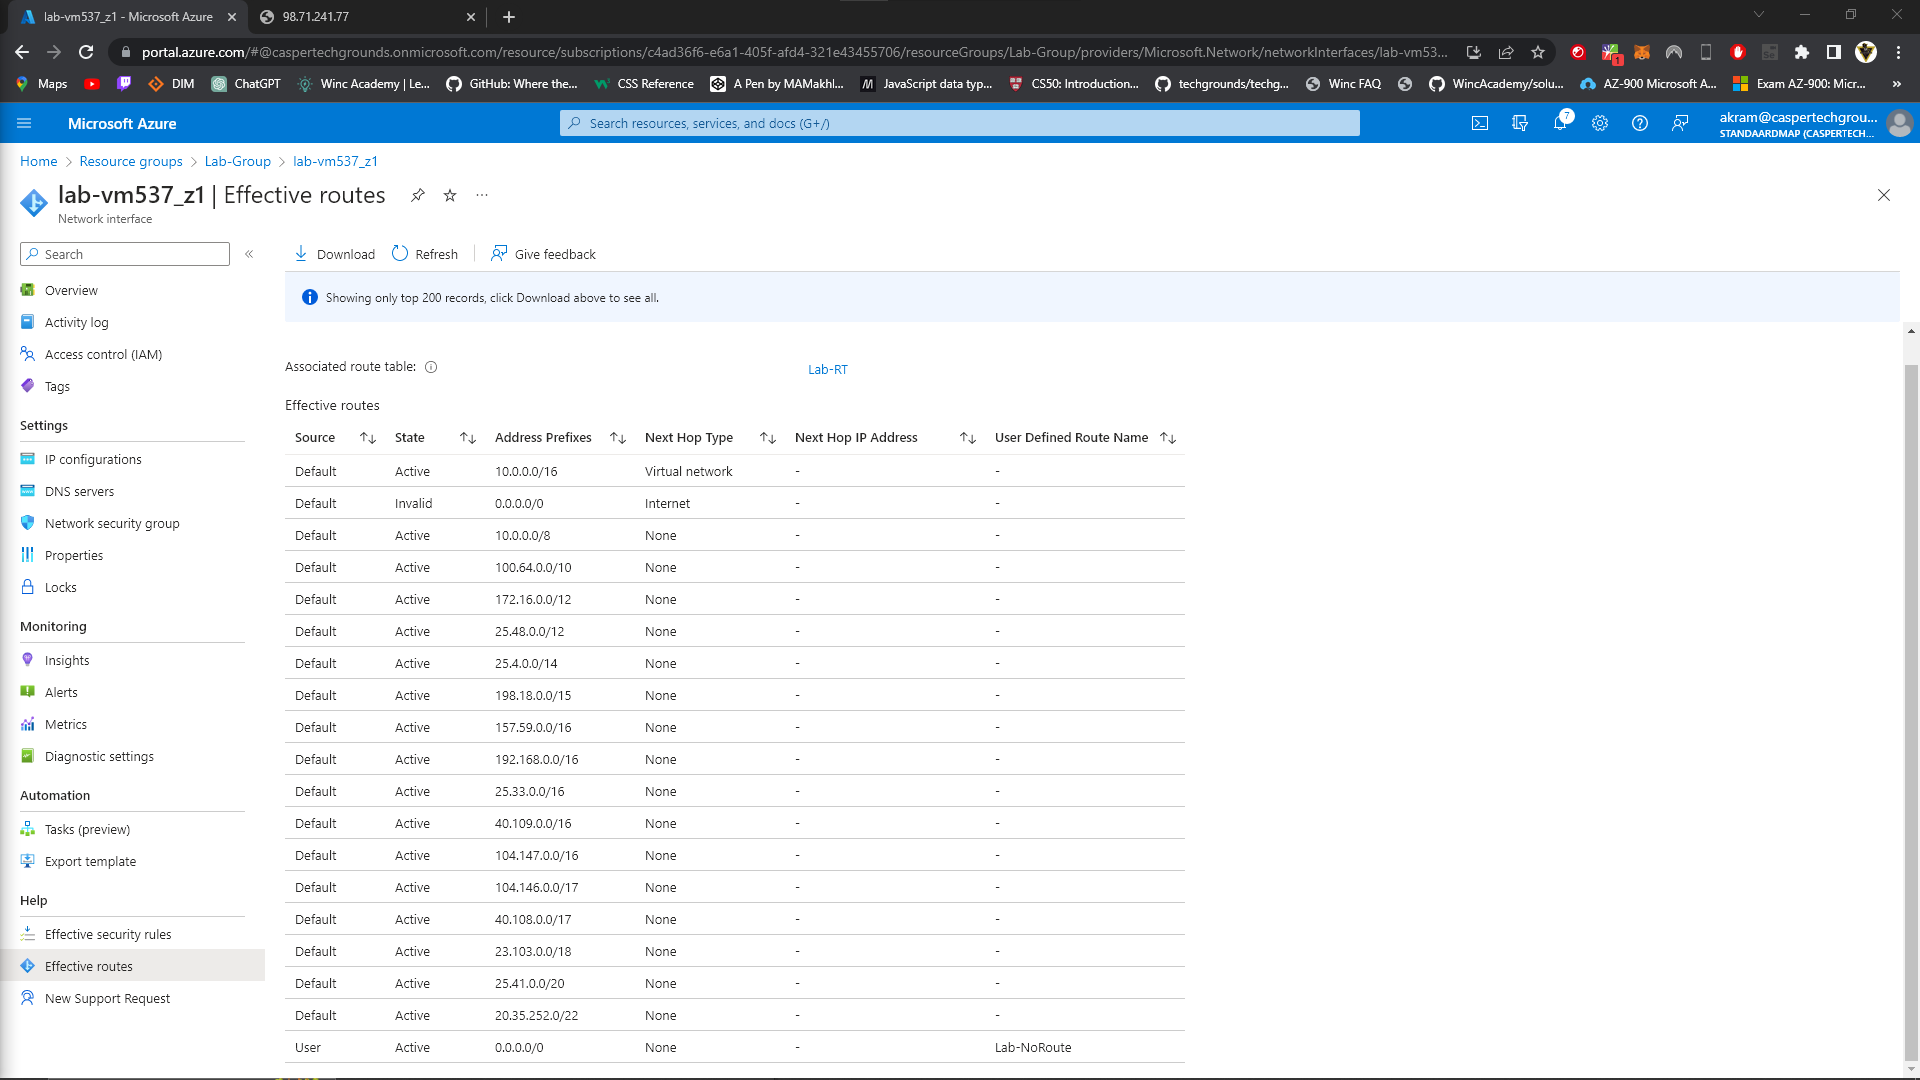 lab-vm537_z1 - Microsoft Azure
98.71.241.77
portal.azure.com/#@caspertechgrounds.onmicrosoft.com/resource/subscriptions/c4ad36f6-e6a1-405f-afd4-321e43455706/resourceGroups/Lab-Group/providers/Microsoft.Network/networkInterfaces/lab-vm53...
1
Maps DIM ChatGPT Winc Academy | Le... GitHub: Where the... CSS Reference A Pen by MAMakhl... JavaScript data typ... CS50: Introduction... techgrounds/techg... Winc FAQ WincAcademy/solu... AZ-900 Microsoft A... Exam AZ-900: Micr... »
Microsoft Azure
Search resources, services, and docs (G+/)
7
akram@caspertechgrou...
STANDAARDMAP (CASPERTECH...
Home > Resource groups > Lab-Group > lab-vm537_z1
lab-vm537_z1 | Effective routes ...
Network interface
Search «
Download Refresh Give feedback
Showing only top 200 records, click Download above to see all.
Overview
Activity log
Access control (IAM)
Tags
Settings
IP configurations
DNS servers
Network security group
Properties
Locks
Monitoring
Insights
Alerts
Metrics
Diagnostic settings
Automation
Tasks (preview)
Export template
Help
Effective security rules
Effective routes
New Support Request
Associated route table: Lab-RT
Effective routes
Source State Address Prefixes Next Hop Type Next Hop IP Address User Defined Route Name
Default Active 10.0.0.0/16 Virtual network - -
Default Invalid 0.0.0.0/0 Internet - -
Default Active 10.0.0.0/8 None - -
Default Active 100.64.0.0/10 None - -
Default Active 172.16.0.0/12 None - -
Default Active 25.48.0.0/12 None - -
Default Active 25.4.0.0/14 None - -
Default Active 198.18.0.0/15 None - -
Default Active 157.59.0.0/16 None - -
Default Active 192.168.0.0/16 None - -
Default Active 25.33.0.0/16 None - -
Default Active 40.109.0.0/16 None - -
Default Active 104.147.0.0/16 None - -
Default Active 104.146.0.0/17 None - -
Default Active 40.108.0.0/17 None - -
Default Active 23.103.0.0/18 None - -
Default Active 25.41.0.0/20 None - -
Default Active 20.35.252.0/22 None - -
User Active 0.0.0.0/0 None - Lab-NoRoute